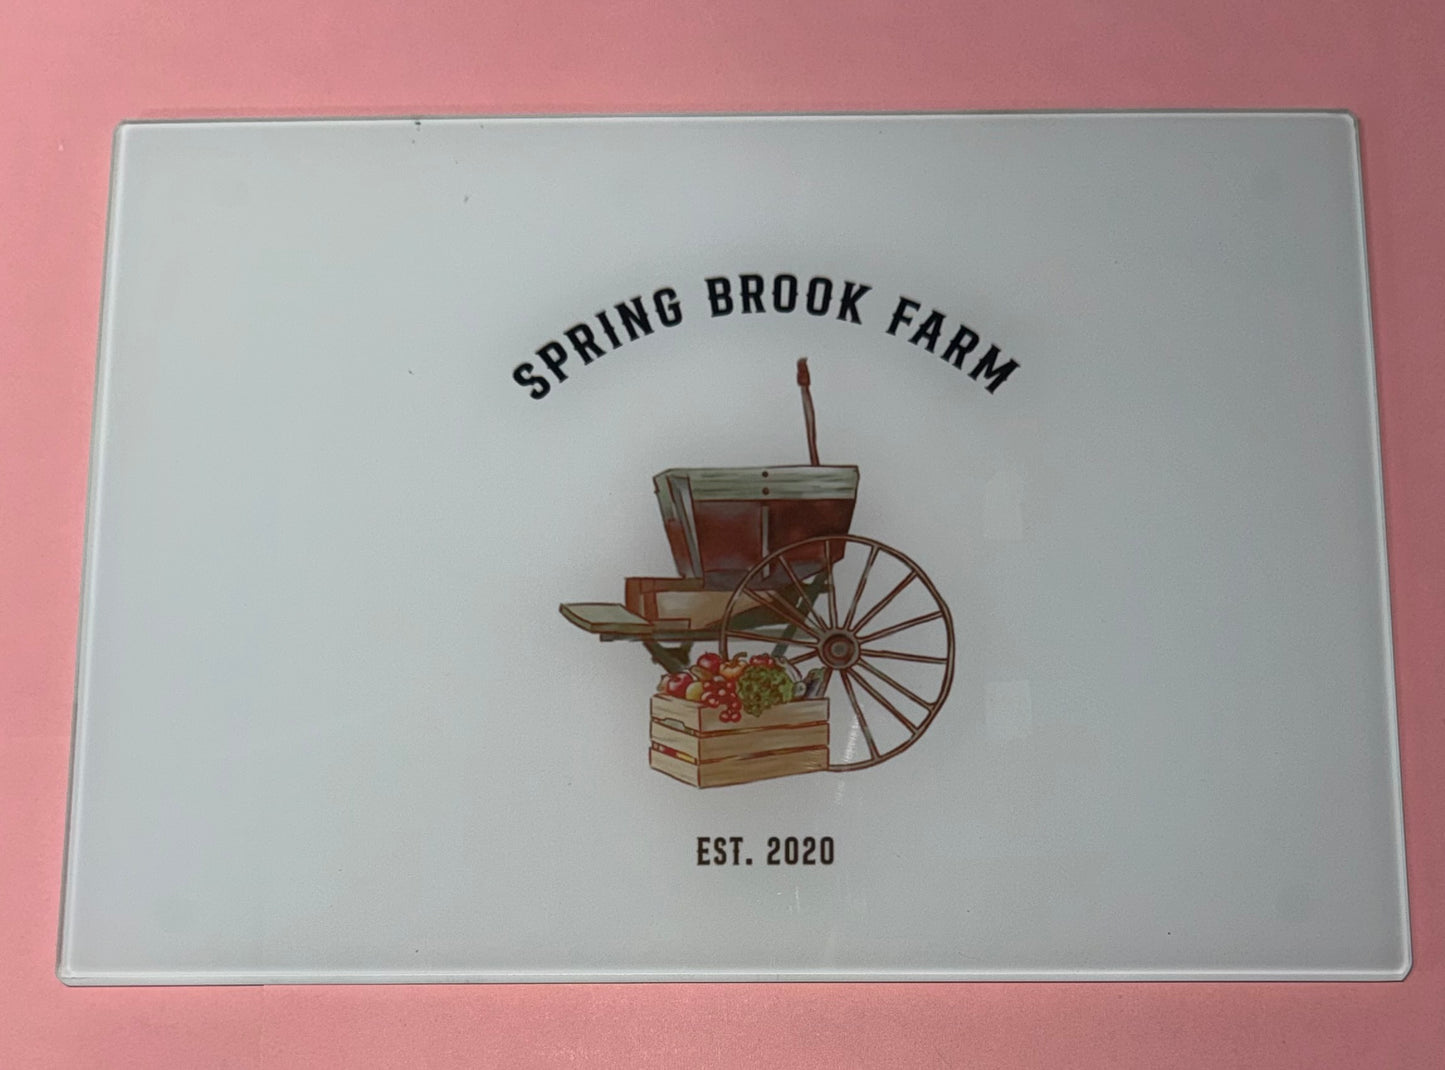 SPRING BROOK FARM
EST. 2020